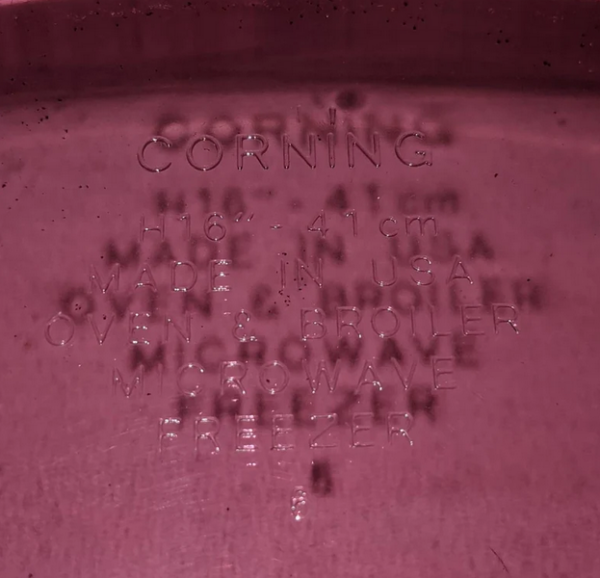 CORNING
H16" - 41 cm
MADE IN USA
OVEN & BROILER
MICROWAVE
FREEZER